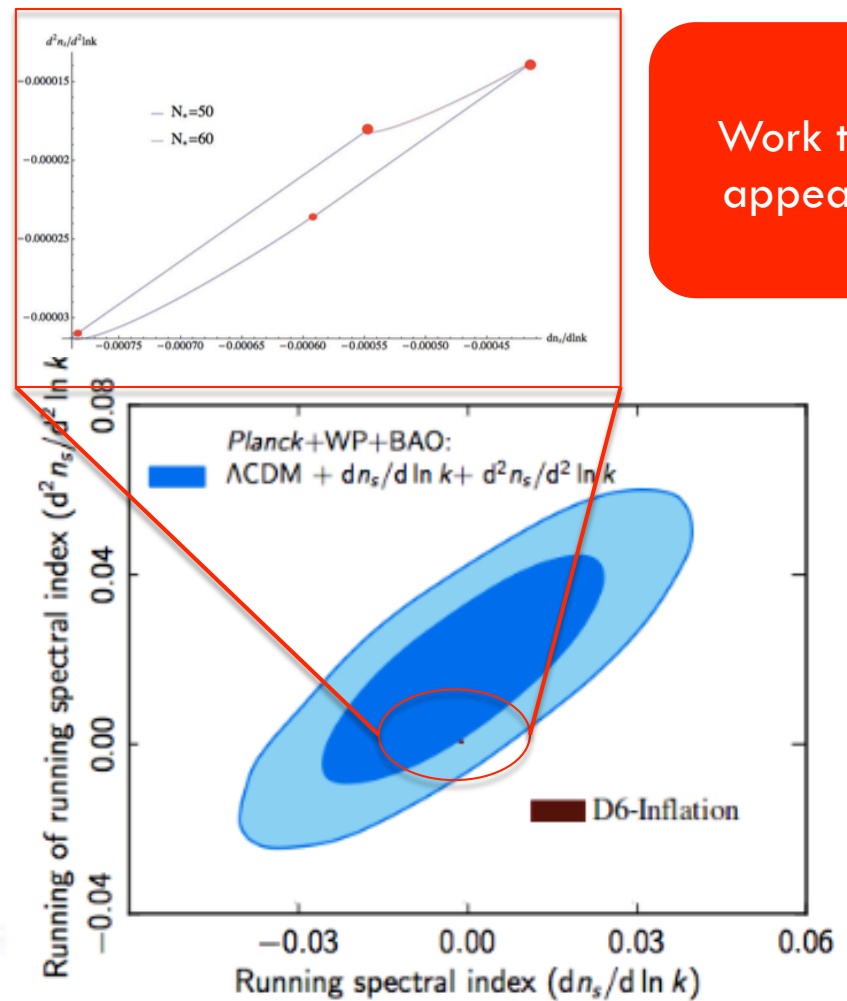 d²nₛ/d²lnk
−0.000015
−0.00002
−0.000025
−0.00003
N*=50
N*=60
−0.00075 −0.00070 −0.00065 −0.00060 −0.00055 −0.00050 −0.00045
dnₛ/dlnk
Work t
appea
Planck+WP+BAO:
ΛCDM + dnₛ/d ln k+ d²nₛ/d² ln k
Running of running spectral index (d²nₛ/d² ln k
0.08
0.04
0.00
−0.04
D6-Inflation
−0.03 0.00 0.03 0.06
Running spectral index (dnₛ/d ln k)